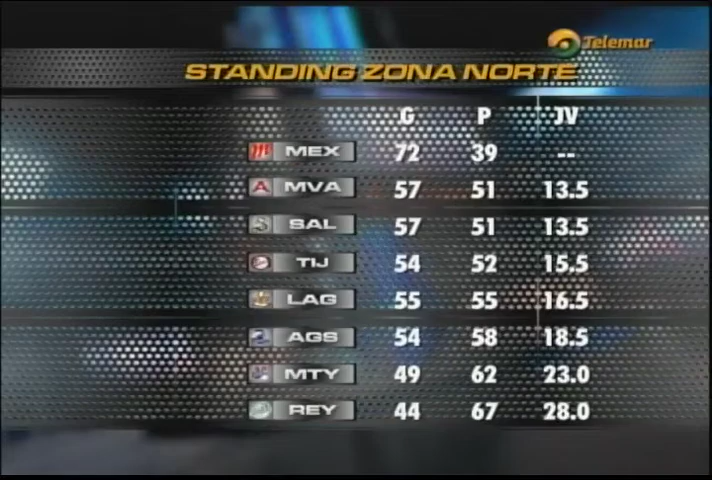 Telemar
STANDING ZONA NORTE
G P JV
MEX 72 39 --
MVA 57 51 13.5
SAL 57 51 13.5
TIJ 54 52 15.5
LAG 55 55 16.5
AGS 54 58 18.5
MTY 49 62 23.0
REY 44 67 28.0